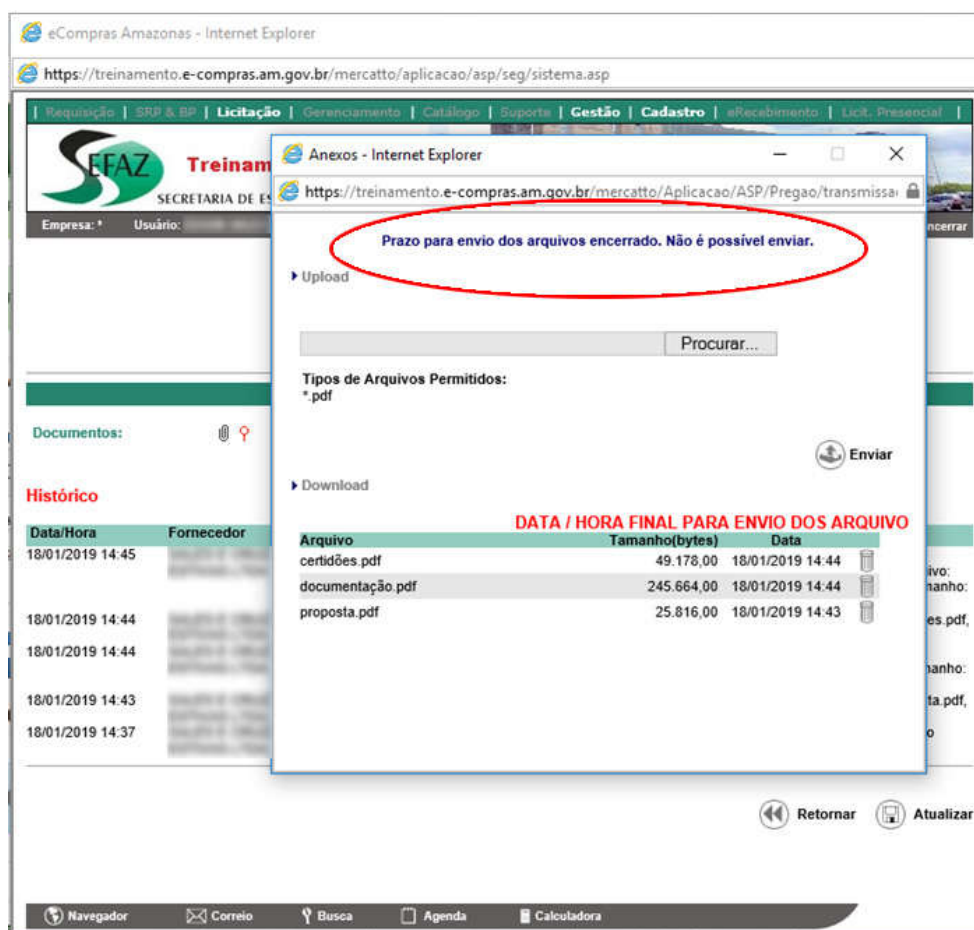 eCompras Amazonas - Internet Explorer
https://treinamento.e-compras.am.gov.br/mercatto/aplicacao/asp/seg/sistema.asp
| Requisição | SRP & BP | Licitação | Gerenciamento | Catálogo | Suporte | Gestão | Cadastro | eRecebimento | Licit. Presencial |
SEFAZ
Treinam
SECRETARIA DE ES
Empresa: * Usuário:
ncerrar
Anexos - Internet Explorer
https://treinamento.e-compras.am.gov.br/mercatto/Aplicacao/ASP/Pregao/transmissa
Prazo para envio dos arquivos encerrado. Não é possível enviar.
Upload
Procurar...
Tipos de Arquivos Permitidos:
*.pdf
Enviar
Download
DATA / HORA FINAL PARA ENVIO DOS ARQUIVO
Arquivo Tamanho(bytes) Data
certidões.pdf 49.178,00 18/01/2019 14:44
documentação.pdf 245.664,00 18/01/2019 14:44
proposta.pdf 25.816,00 18/01/2019 14:43
Documentos:
Histórico
Data/Hora Fornecedor
18/01/2019 14:45
ivo:
nanho:
18/01/2019 14:44
es.pdf,
18/01/2019 14:44
nanho:
18/01/2019 14:43
ta.pdf,
18/01/2019 14:37
o
Retornar Atualizar
Navegador Correio Busca Agenda Calculadora